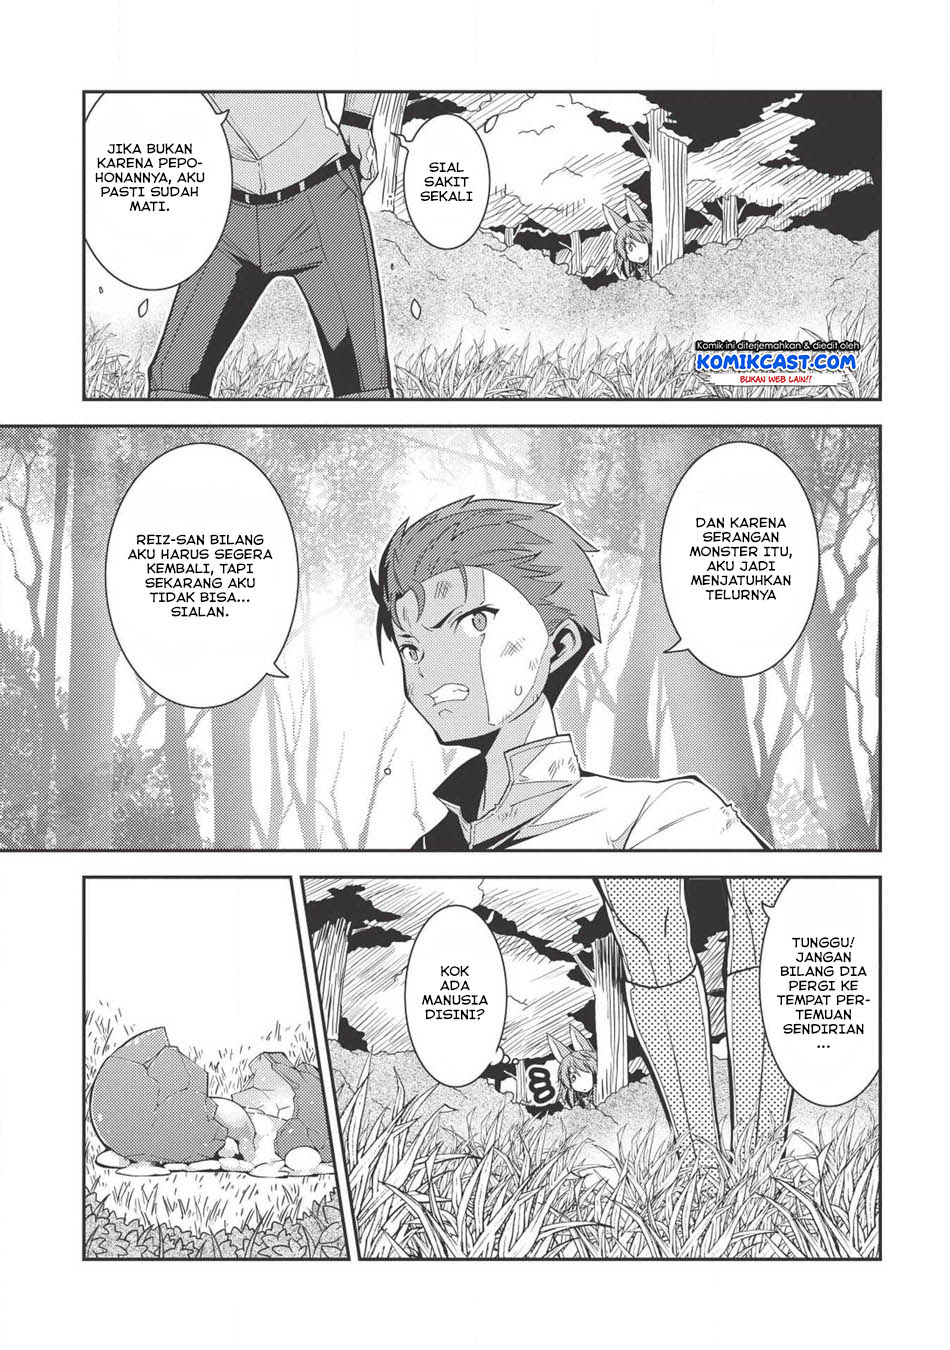 SIAL
SAKIT
SEKALI
JIKA BUKAN
KARENA PEPO-
HONANNYA, AKU
PASTI SUDAH
MATI.
Komik ini diterjemahkan & diedit oleh
KOMIKCAST.COM
BUKAN WEB LAIN!!
DAN KARENA
SERANGAN
MONSTER ITU,
AKU JADI
MENJATUHKAN
TELURNYA
REIZ-SAN BILANG
AKU HARUS SEGERA
KEMBALI, TAPI
SEKARANG AKU
TIDAK BISA...
SIALAN.
TUNGGU!
JANGAN
BILANG DIA
PERGI KE
TEMPAT PER-
TEMUAN
SENDIRIAN
...
KOK
ADA
MANUSIA
DISINI?